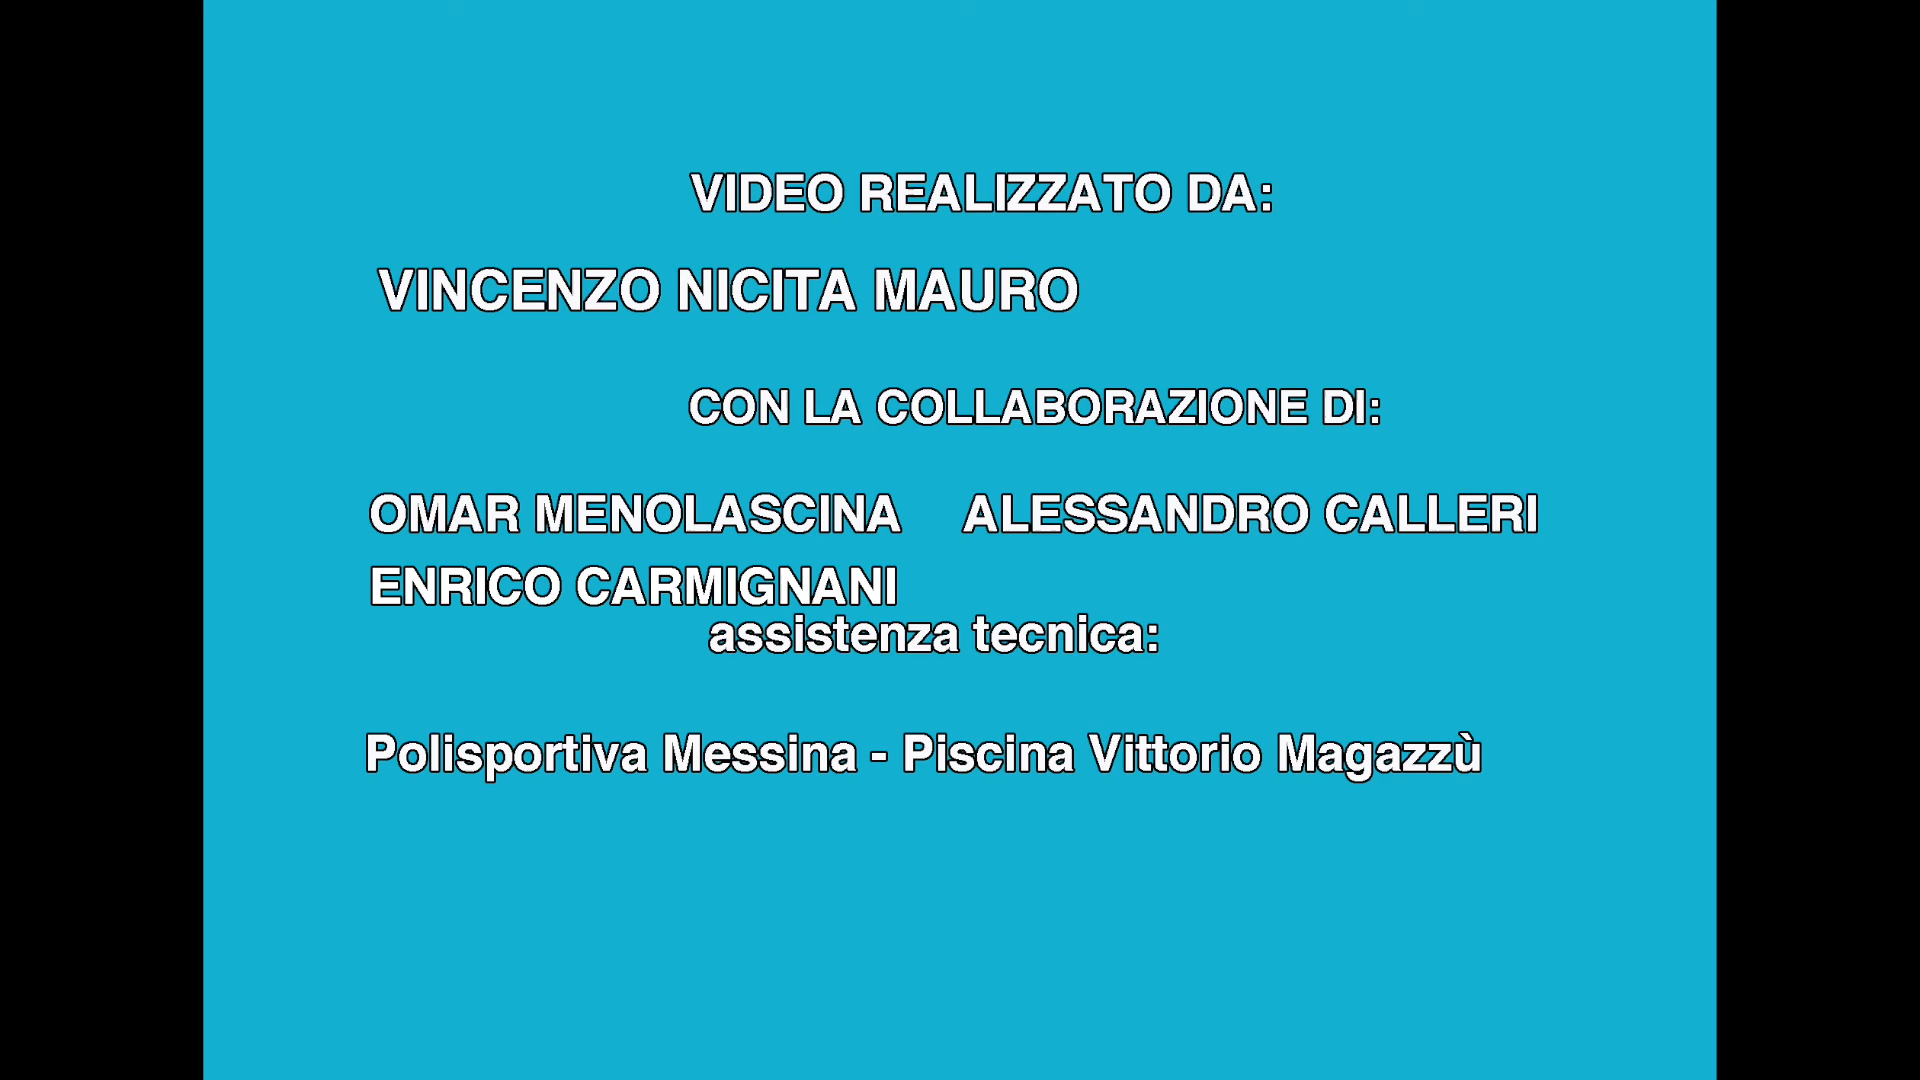 VIDEO REALIZZATO DA:
VINCENZO NICITA MAURO
CON LA COLLABORAZIONE DI:
OMAR MENOLASCINA ALESSANDRO CALLERI
ENRICO CARMIGNANI
assistenza tecnica:
Polisportiva Messina - Piscina Vittorio Magazzù